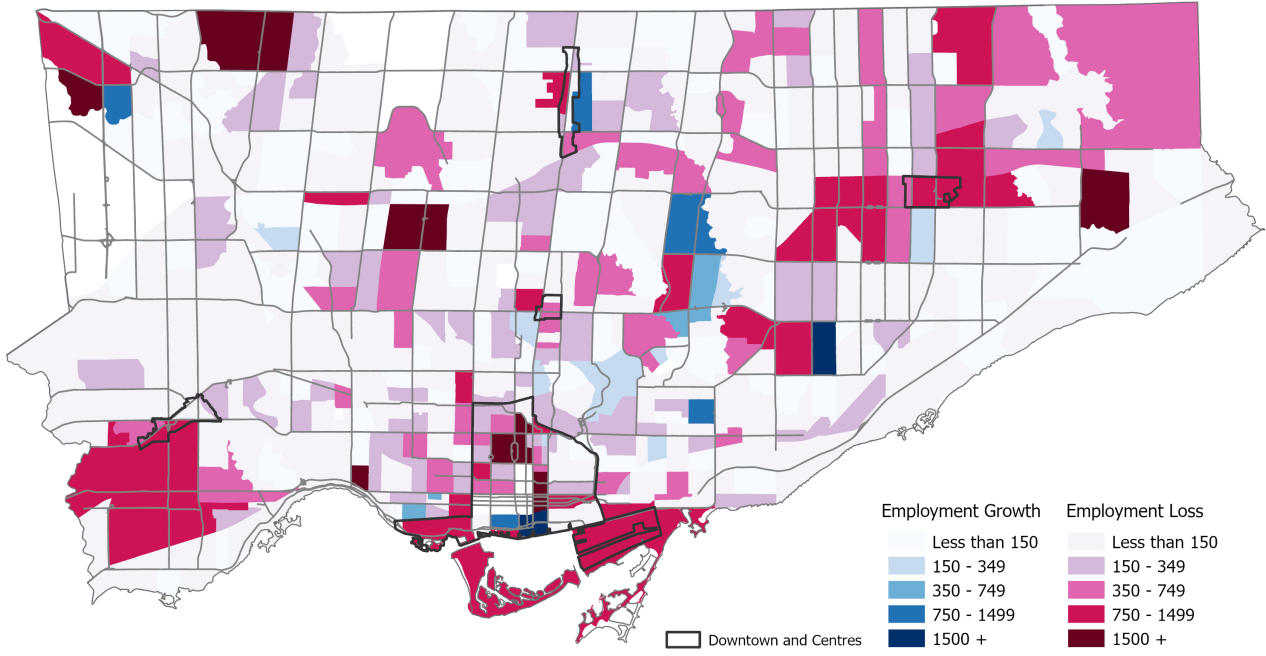 Employment Growth
Less than 150
150 - 349
350 - 749
750 - 1499
1500 +
Employment Loss
Less than 150
150 - 349
350 - 749
750 - 1499
1500 +
Downtown and Centres